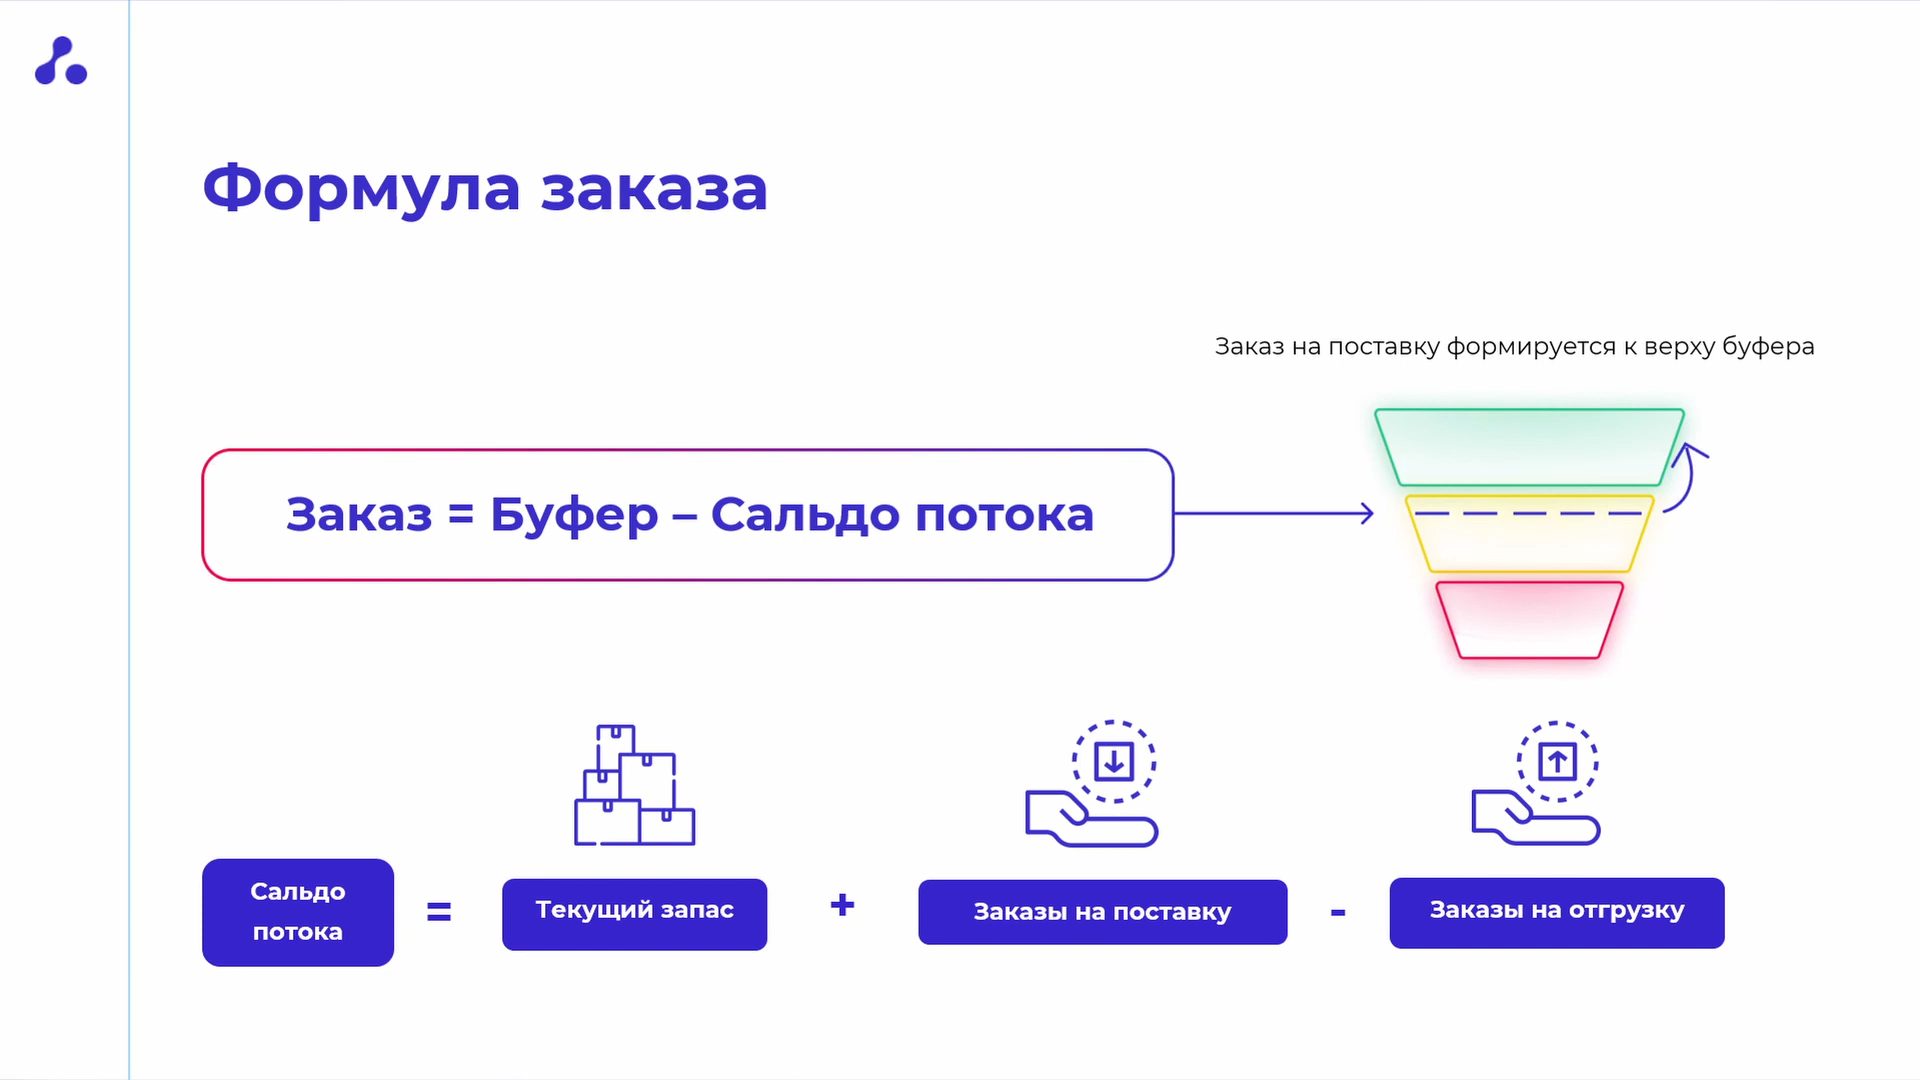 Формула заказа
Заказ на поставку формируется к верху буфера
Заказ = Буфер – Сальдо потока
Сальдо
потока
=
Текущий запас
+
Заказы на поставку
-
Заказы на отгрузку